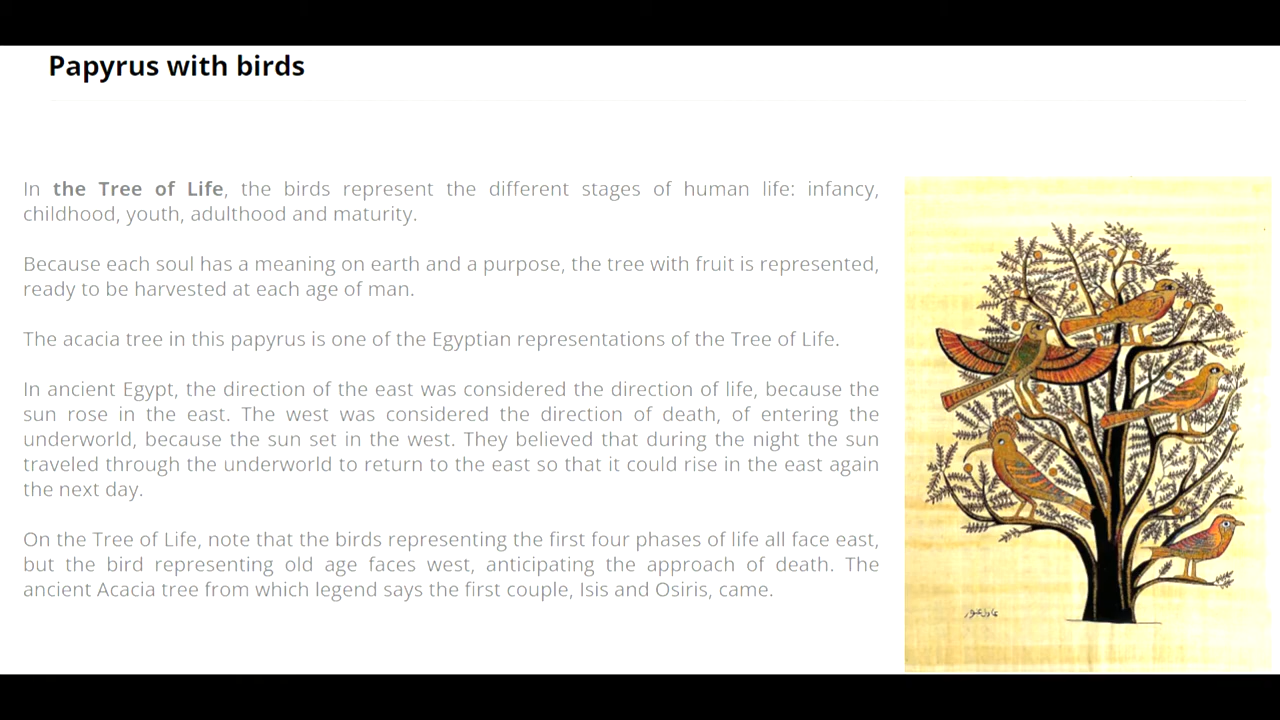 Papyrus with birds
In the Tree of Life, the birds represent the different stages of human life: infancy,
childhood, youth, adulthood and maturity.
Because each soul has a meaning on earth and a purpose, the tree with fruit is represented,
ready to be harvested at each age of man.
The acacia tree in this papyrus is one of the Egyptian representations of the Tree of Life.
In ancient Egypt, the direction of the east was considered the direction of life, because the
sun rose in the east. The west was considered the direction of death, of entering the
underworld, because the sun set in the west. They believed that during the night the sun
traveled through the underworld to return to the east so that it could rise in the east again
the next day.
On the Tree of Life, note that the birds representing the first four phases of life all face east,
but the bird representing old age faces west, anticipating the approach of death. The
ancient Acacia tree from which legend says the first couple, Isis and Osiris, came.